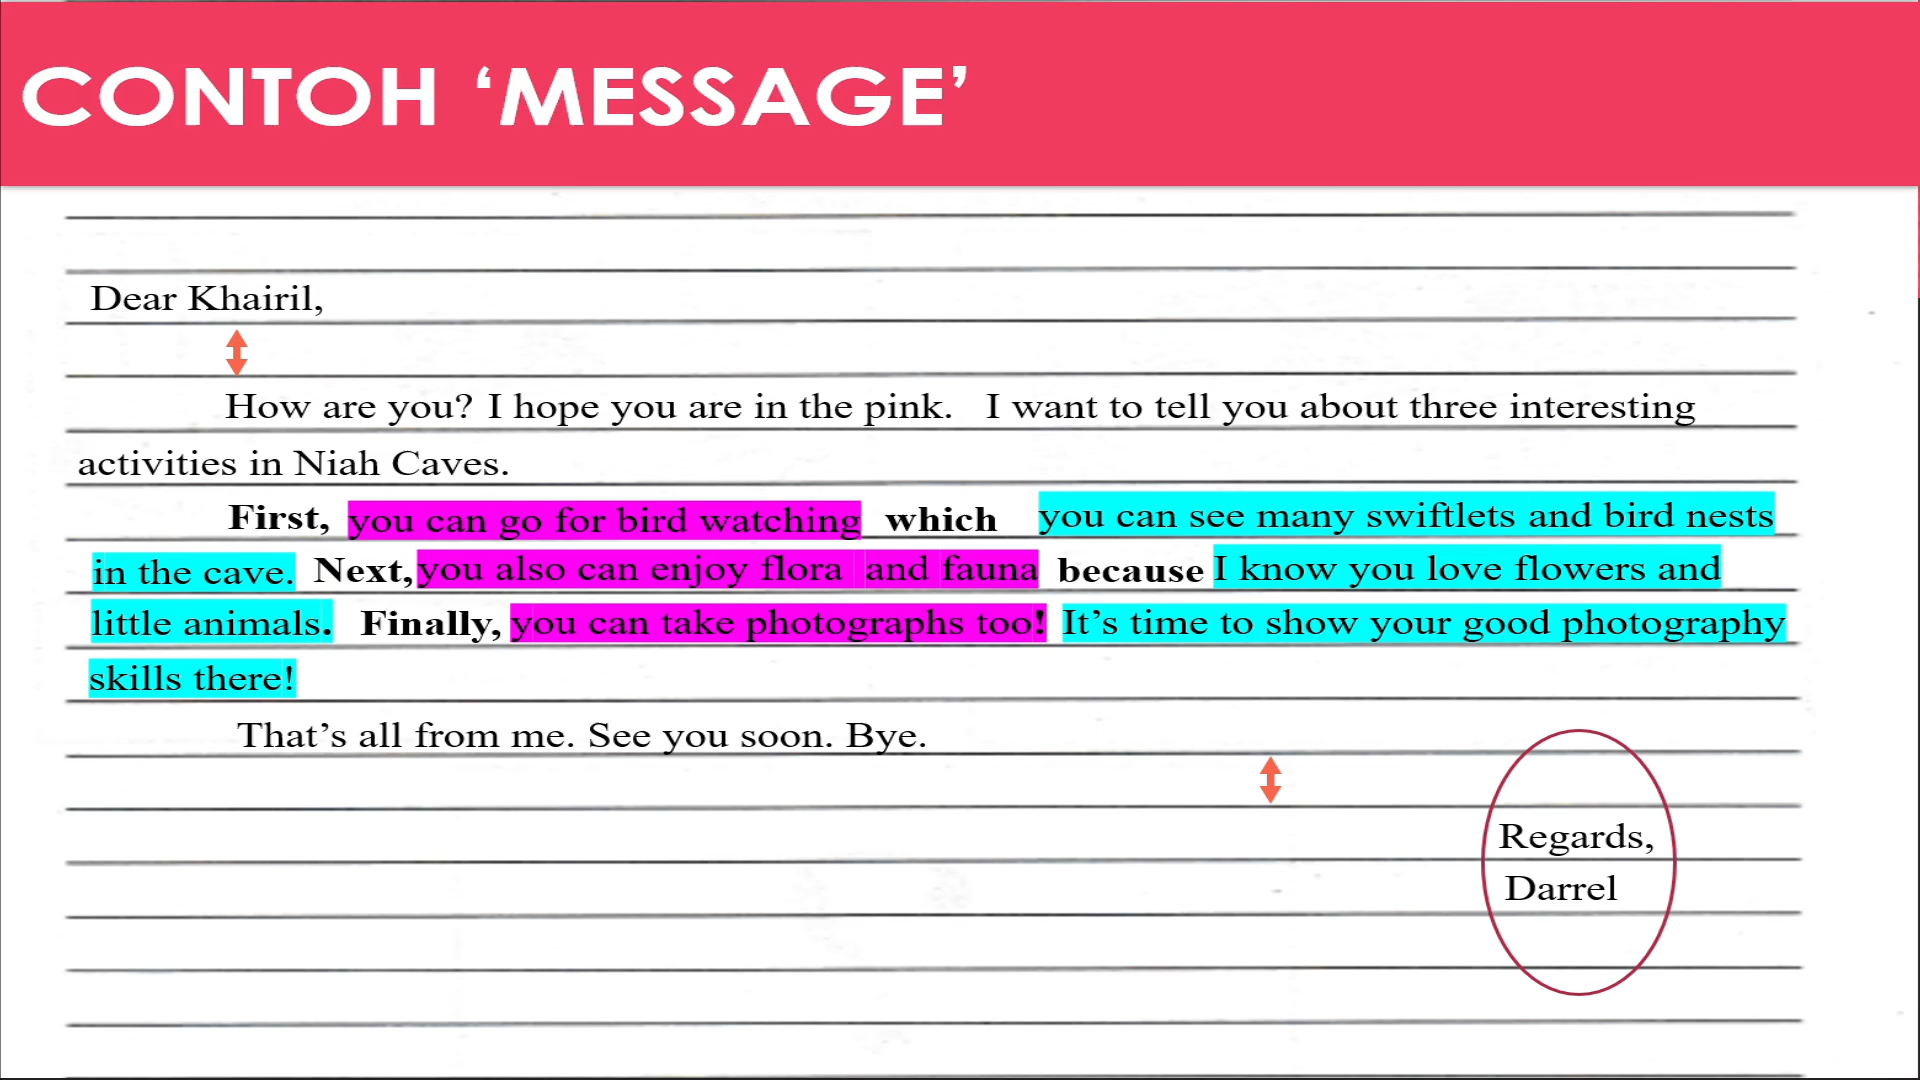 CONTOH ‘MESSAGE’
Dear Khairil,
How are you? I hope you are in the pink. I want to tell you about three interesting
activities in Niah Caves.
First, you can go for bird watching which you can see many swiftlets and bird nests
in the cave. Next, you also can enjoy flora and fauna because I know you love flowers and
little animals. Finally, you can take photographs too! It’s time to show your good photography
skills there!
That’s all from me. See you soon. Bye.
Regards,
Darrel